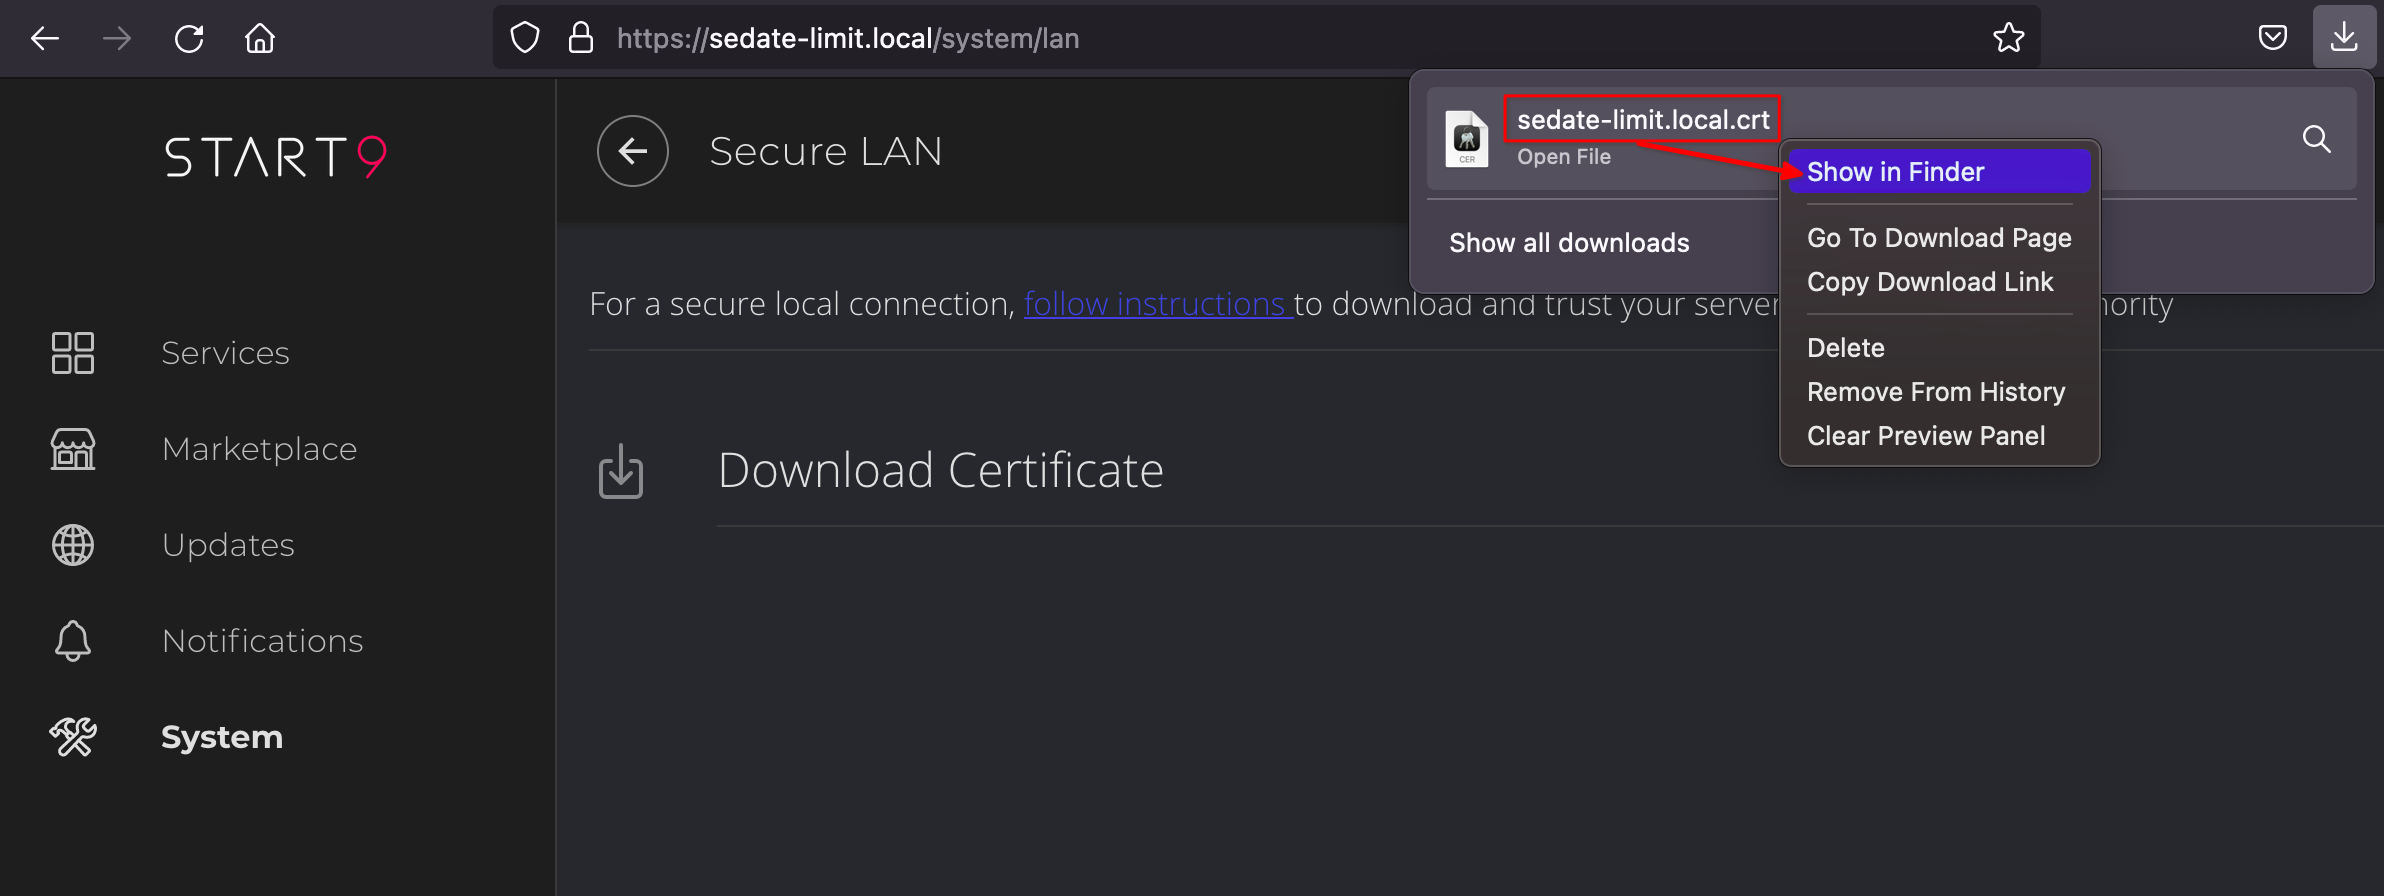 https://sedate-limit.local/system/lan
START9
Services
Marketplace
Updates
Notifications
System
Secure LAN
For a secure local connection, follow instructions to download and trust your server
Download Certificate
sedate-limit.local.crt
CER
Open File
Show all downloads
Show in Finder
Go To Download Page
Copy Download Link
Delete
Remove From History
Clear Preview Panel